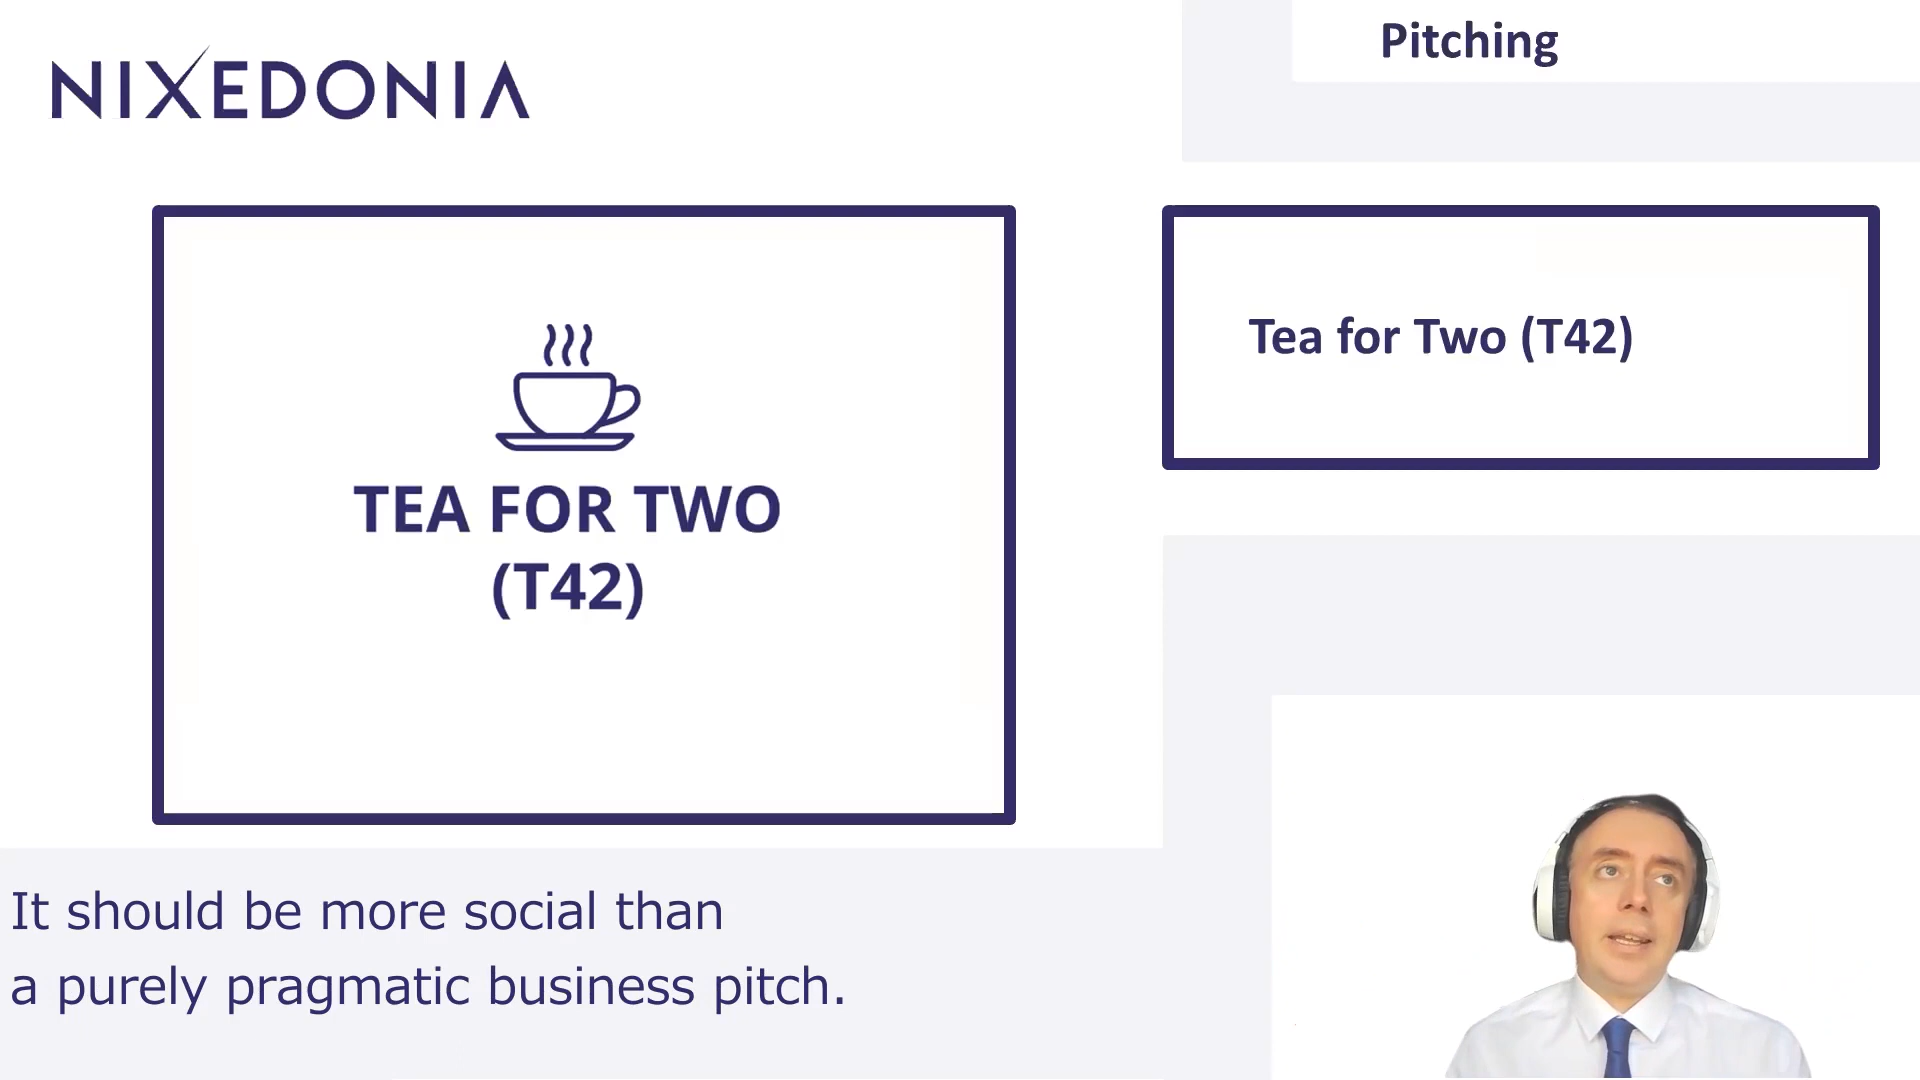 NIXEDONIA
Pitching
TEA FOR TWO
(T42)
Tea for Two (T42)
It should be more social than
a purely pragmatic business pitch.